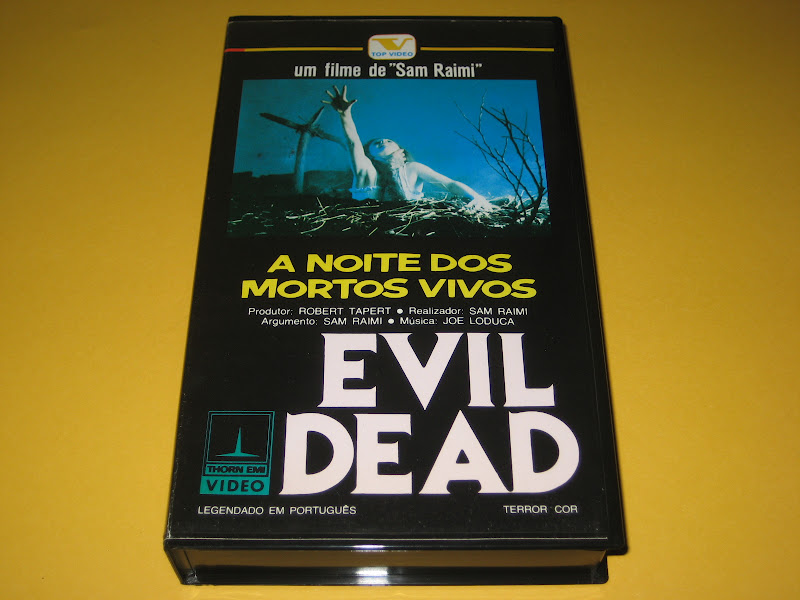 TOP VIDEO
um filme de "Sam Raimi"
A NOITE DOS
MORTOS VIVOS
Produtor: ROBERT TAPERT ● Realizador: SAM RAIMI
Argumento: SAM RAIMI ● Música: JOE LODUCA
EVIL
DEAD
THORN EMI
VIDEO
LEGENDADO EM PORTUGUÊS
TERROR COR